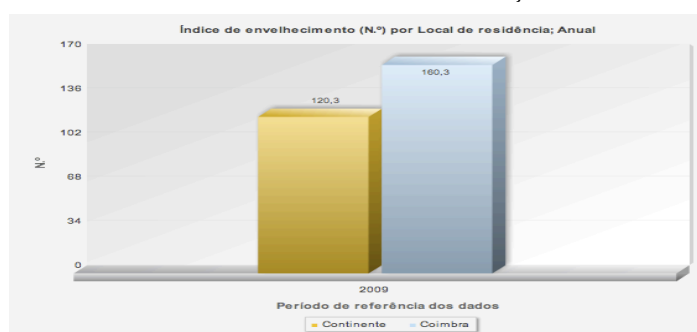 Índice de envelhecimento (N.º) por Local de residência; Anual
170
136
102
68
34
0
N.º
120,3
160,3
2009
Período de referência dos dados
Continente Coimbra